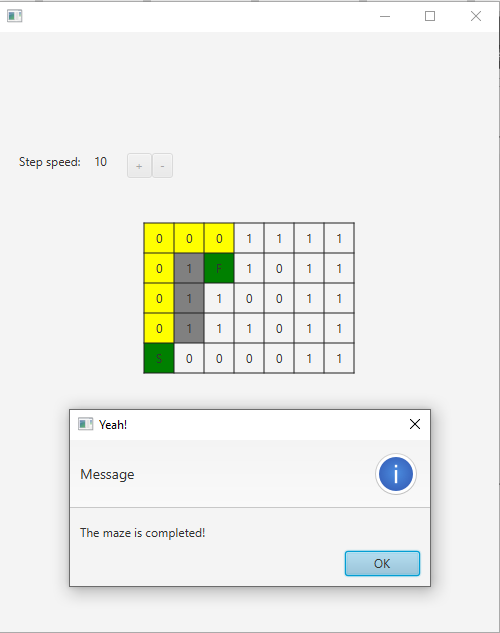 Step speed: 10 + -
0 0 0 1 1 1 1
0 1 F 1 0 1 1
0 1 1 0 0 1 1
0 1 1 1 0 1 1
S 0 0 0 0 1 1
Yeah!
Message
The maze is completed!
OK